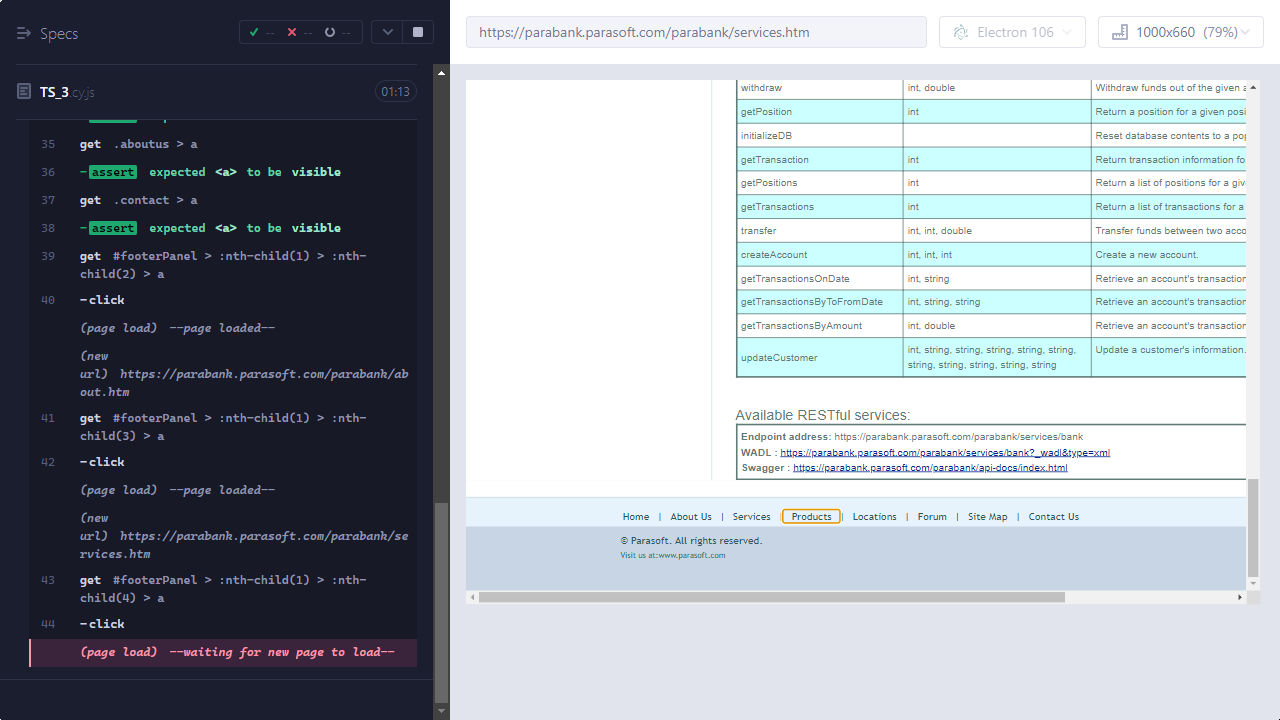 Specs
-- -- --
https://parabank.parasoft.com/parabank/services.htm
Electron 106
1000x660 (79%)
TS_3.cy.js
01:13
35 get .aboutus > a
36 -assert expected <a> to be visible
37 get .contact > a
38 -assert expected <a> to be visible
39 get #footerPanel > :nth-child(1) > :nth-
child(2) > a
40 -click
(page load) --page loaded--
(new
url) https://parabank.parasoft.com/parabank/ab
out.htm
41 get #footerPanel > :nth-child(1) > :nth-
child(3) > a
42 -click
(page load) --page loaded--
(new
url) https://parabank.parasoft.com/parabank/se
rvices.htm
43 get #footerPanel > :nth-child(1) > :nth-
child(4) > a
44 -click
(page load) --waiting for new page to load--
withdraw int, double Withdraw funds out of the given a
getPosition int Return a position for a given posi
initializeDB Reset database contents to a pop
getTransaction int Return transaction information fo
getPositions int Return a list of positions for a giv
getTransactions int Return a list of transactions for a
transfer int, int, double Transfer funds between two acco
createAccount int, int, int Create a new account.
getTransactionsOnDate int, string Retrieve an account's transaction
getTransactionsByToFromDate int, string, string Retrieve an account's transaction
getTransactionsByAmount int, double Retrieve an account's transaction
updateCustomer int, string, string, string, string, string, Update a customer's information.
string, string, string, string, string
Available RESTful services:
Endpoint address: https://parabank.parasoft.com/parabank/services/bank
WADL : https://parabank.parasoft.com/parabank/services/bank?_wadl&type=xml
Swagger : https://parabank.parasoft.com/parabank/api-docs/index.html
Home | About Us | Services | Products | Locations | Forum | Site Map | Contact Us
© Parasoft. All rights reserved.
Visit us at:www.parasoft.com